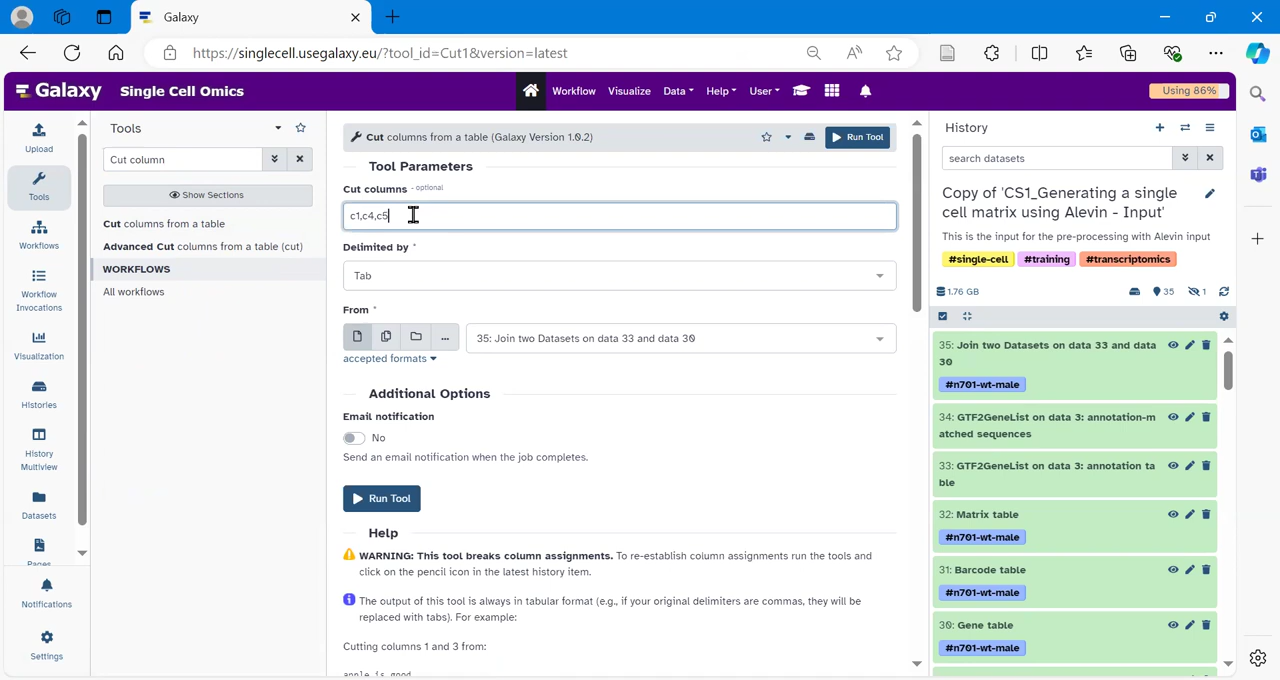 Galaxy
https://singlecell.usegalaxy.eu/?tool_id=Cut1&version=latest
Galaxy Single Cell Omics
Workflow Visualize Data Help User
Using 86%
Upload
Tools
Workflows
Workflow Invocations
Visualization
Histories
History Multiview
Datasets
Pages
Notifications
Settings
Tools
Cut column
Show Sections
Cut columns from a table
Advanced Cut columns from a table (cut)
WORKFLOWS
All workflows
Cut columns from a table (Galaxy Version 1.0.2)
Run Tool
Tool Parameters
Cut columns - optional
c1,c4,c5
Delimited by *
Tab
From *
35: Join two Datasets on data 33 and data 30
accepted formats
Additional Options
Email notification
No
Send an email notification when the job completes.
Run Tool
Help
WARNING: This tool breaks column assignments. To re-establish column assignments run the tools and
click on the pencil icon in the latest history item.
The output of this tool is always in tabular format (e.g., if your original delimiters are commas, they will be
replaced with tabs). For example:
Cutting columns 1 and 3 from:
apple is good
History
search datasets
Copy of 'CS1_Generating a single
cell matrix using Alevin - Input'
This is the input for the pre-processing with Alevin input
#single-cell #training #transcriptomics
1.76 GB
35 1
35: Join two Datasets on data 33 and data
30
#n701-wt-male
34: GTF2GeneList on data 3: annotation-m
atched sequences
33: GTF2GeneList on data 3: annotation ta
ble
32: Matrix table
#n701-wt-male
31: Barcode table
#n701-wt-male
30: Gene table
#n701-wt-male